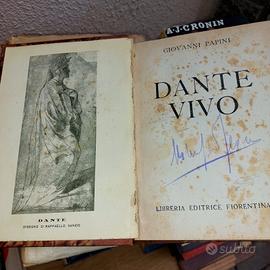 A·J·CRONIN
GIOVANNI PAPINI
DANTE
VIVO
LIBRERIA EDITRICE FIORENTINA
DANTE
DISEGNO DI RAFFAELLO SANZIO
subito